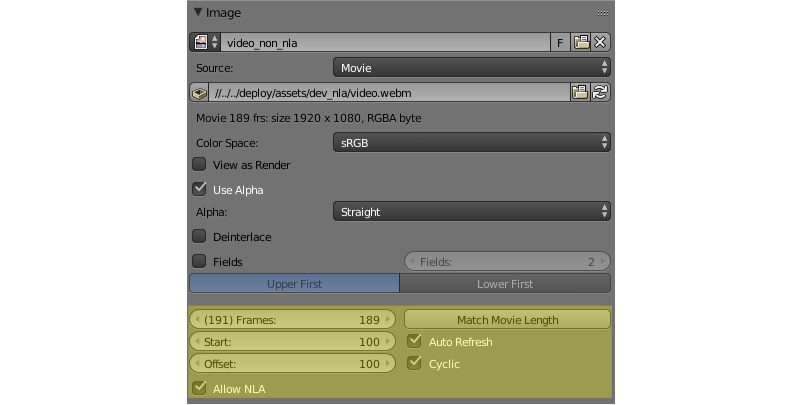 Image
video_non_nla F
Source: Movie
//../../deploy/assets/dev_nla/video.webm
Movie 189 frs: size 1920 x 1080, RGBA byte
Color Space: sRGB
View as Render
Use Alpha
Alpha: Straight
Deinterlace
Fields Fields: 2
Upper First Lower First
(191) Frames: 189 Match Movie Length
Start: 100 Auto Refresh
Offset: 100 Cyclic
Allow NLA